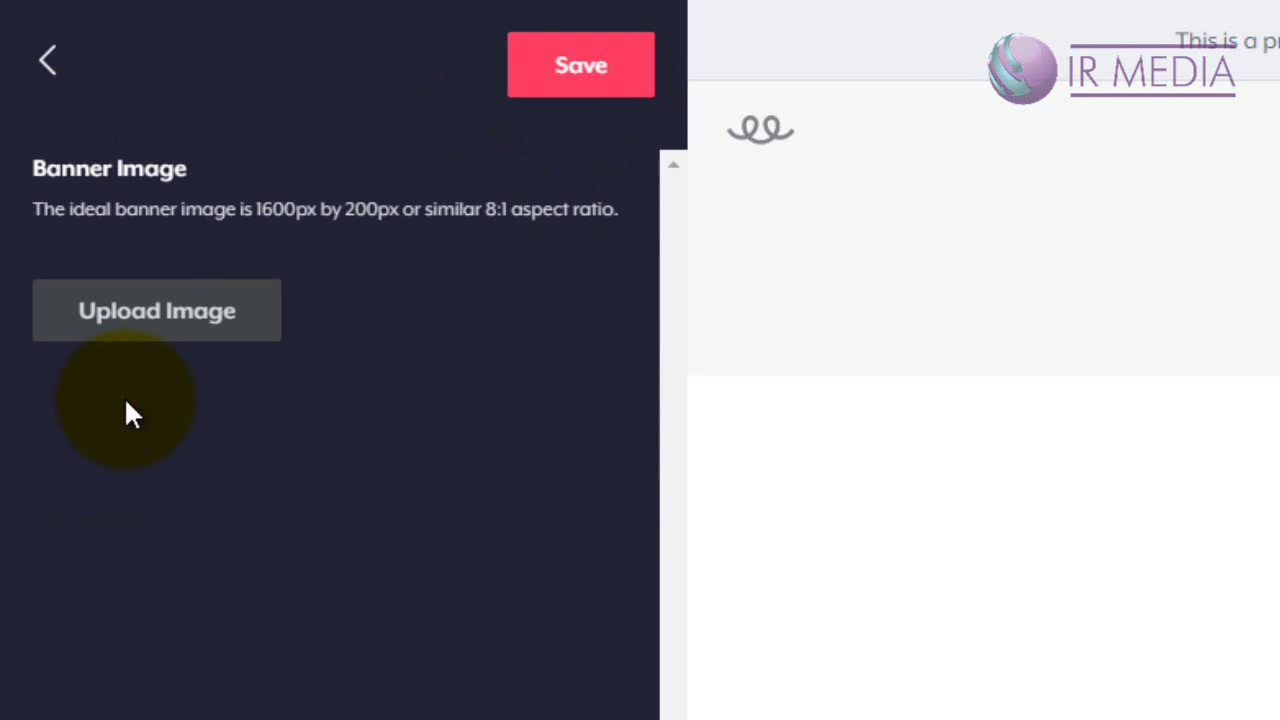 Save
This is a
IR MEDIA
Banner Image
The ideal banner image is 1600px by 200px or similar 8:1 aspect ratio.
Upload Image